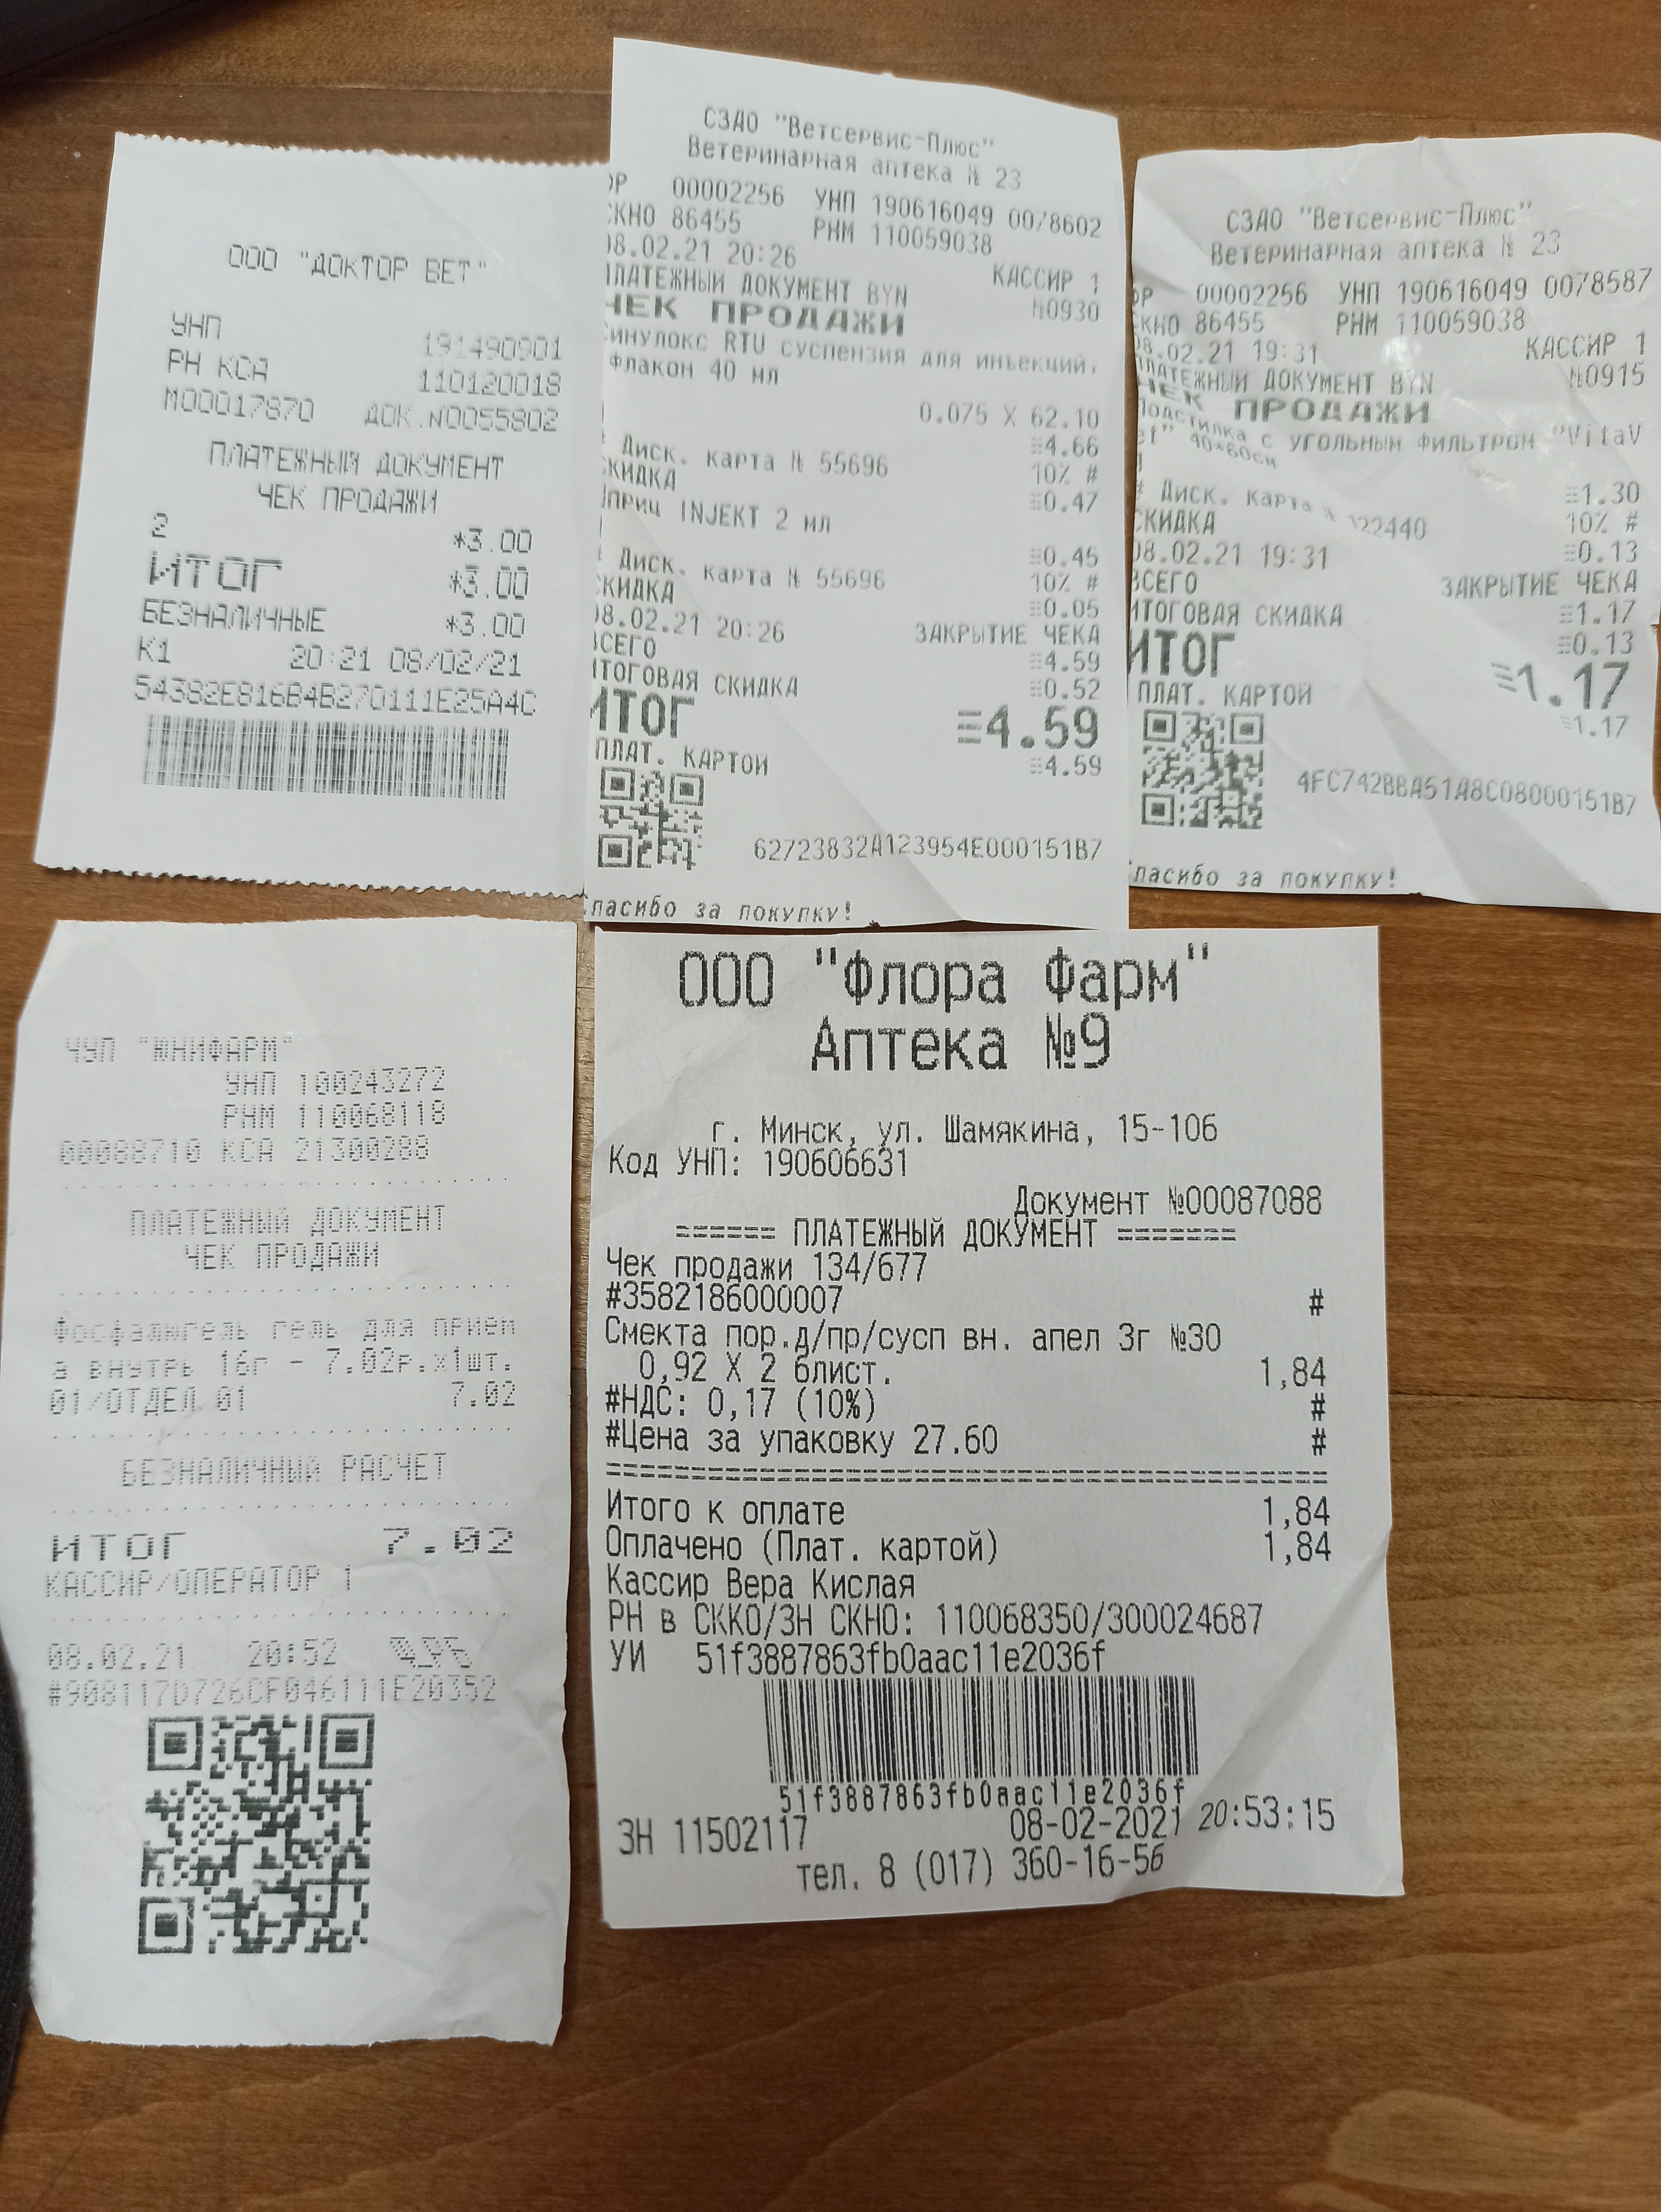 ООО "ДОКТОР ВЕТ"
УНП 191490901
РН КСА 110120018
М00017870 ДОК.N0055802
ПЛАТЕЖНЫЙ ДОКУМЕНТ
ЧЕК ПРОДАЖИ
2 *3.00
ИТОГ *3.00
БЕЗНАЛИЧНЫЕ *3.00
К1 20:21 08/02/21
54382E816B4B270111E25A4C
СЗАО "Ветсервис-Плюс"
Ветеринарная аптека № 23
ОР 00002256 УНП 190616049 0078602
СКНО 86455 РНМ 110059038
08.02.21 20:26 КАССИР 1
ПЛАТЕЖНЫЙ ДОКУМЕНТ BYN №0930
ЧЕК ПРОДАЖИ
Синулокс RTU суспензия для инъекций,
флакон 40 мл
0.075 X 62.10
≡4.66
# Диск. карта № 55696 10% #
СКИДКА ≡0.47
Шприц INJEKT 2 мл
≡0.45
# Диск. карта № 55696 10% #
СКИДКА ≡0.05
08.02.21 20:26 ЗАКРЫТИЕ ЧЕКА
ВСЕГО ≡4.59
ИТОГОВАЯ СКИДКА ≡0.52
ИТОГ ≡4.59
ПЛАТ. КАРТОЙ ≡4.59
62723832A123954E000151B7
Спасибо за покупку!
СЗАО "Ветсервис-Плюс"
Ветеринарная аптека № 23
ОР 00002256 УНП 190616049 0078587
СКНО 86455 РНМ 110059038
08.02.21 19:31 КАССИР 1
ПЛАТЕЖНЫЙ ДОКУМЕНТ BYN №0915
ЧЕК ПРОДАЖИ
Подстилка с угольным фильтром "VitaV
et" 40*60см
≡1.30
# Диск. карта № 122440 10% #
СКИДКА ≡0.13
08.02.21 19:31 ЗАКРЫТИЕ ЧЕКА
ВСЕГО ≡1.17
ИТОГОВАЯ СКИДКА ≡0.13
ИТОГ ≡1.17
ПЛАТ. КАРТОЙ ≡1.17
4FC742BBA51A8C08000151B7
Спасибо за покупку!
ЧУП "ЮНИФАРМ"
УНП 100243272
РНМ 110068118
00088710 КСА 21300288
ПЛАТЕЖНЫЙ ДОКУМЕНТ
ЧЕК ПРОДАЖИ
Фосфалюгель гель для прием
а внутрь 16г - 7.02р.х1шт.
01/ОТДЕЛ 01 7.02
БЕЗНАЛИЧНЫЙ РАСЧЕТ
ИТОГ 7.02
КАССИР/ОПЕРАТОР 1
08.02.21 20:52
#908117D726CF046111E20352
ООО "Флора Фарм"
Аптека №9
г. Минск, ул. Шамякина, 15-106
Код УНП: 190606631
Документ №00087088
====== ПЛАТЕЖНЫЙ ДОКУМЕНТ =======
Чек продажи 134/677
#3582186000007 #
Смекта пор.д/пр/сусп вн. апел 3г №30
0,92 X 2 блист. 1,84
#НДС: 0,17 (10%) #
#Цена за упаковку 27.60 #
Итого к оплате 1,84
Оплачено (Плат. картой) 1,84
Кассир Вера Кислая
РН в СККО/ЗН СКНО: 110068350/300024687
УИ 51f3887863fb0aac11e2036f
51f3887863fb0aac11e2036f
ЗН 11502117 08-02-2021 20:53:15
тел. 8 (017) 360-16-56